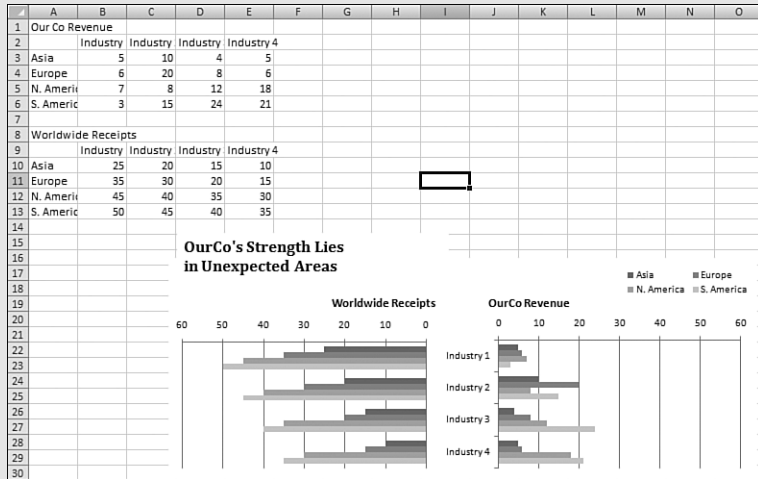 A B C D E F G H I J K L M N O
1 Our Co Revenue
2 Industry Industry Industry Industry 4
3 Asia 5 10 4 5
4 Europe 6 20 8 6
5 N. Ameri 7 8 12 18
6 S. Americ 3 15 24 21
7
8 Worldwide Receipts
9 Industry Industry Industry Industry 4
10 Asia 25 20 15 10
11 Europe 35 30 20 15
12 N. Ameri 45 40 35 30
13 S. Americ 50 45 40 35
14
15
16
17
18
19
20
21
22
23
24
25
26
27
28
29
30
OurCo's Strength Lies
in Unexpected Areas
Asia Europe
N. America S. America
Worldwide Receipts OurCo Revenue
60 50 40 30 20 10 0 0 10 20 30 40 50 60
Industry 1
Industry 2
Industry 3
Industry 4